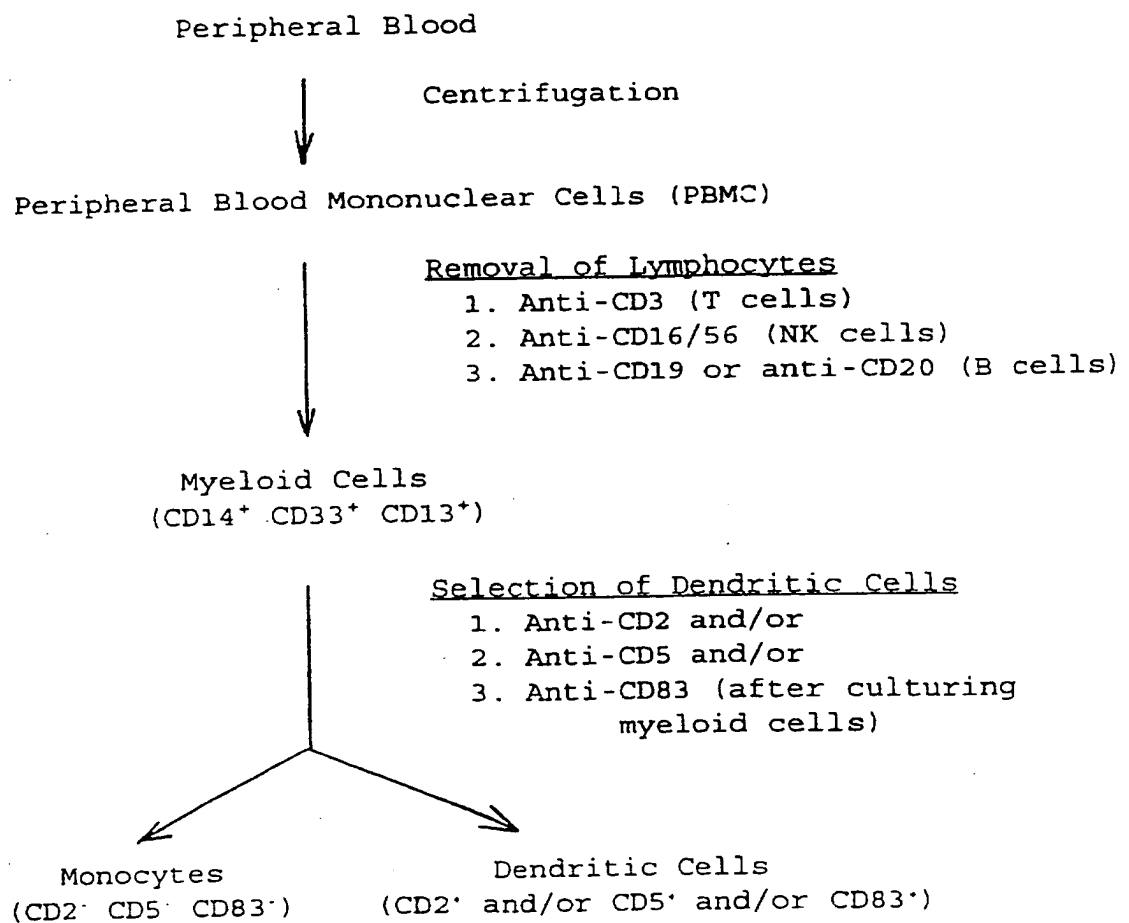 Peripheral Blood
Centrifugation
Peripheral Blood Mononuclear Cells (PBMC)
Removal of Lymphocytes
1. Anti-CD3 (T cells)
2. Anti-CD16/56 (NK cells)
3. Anti-CD19 or anti-CD20 (B cells)
Myeloid Cells
(CD14⁺ CD33⁺ CD13⁺)
Selection of Dendritic Cells
1. Anti-CD2 and/or
2. Anti-CD5 and/or
3. Anti-CD83 (after culturing
myeloid cells)
Monocytes
(CD2⁻ CD5⁻ CD83⁻)
Dendritic Cells
(CD2⁺ and/or CD5⁺ and/or CD83⁺)